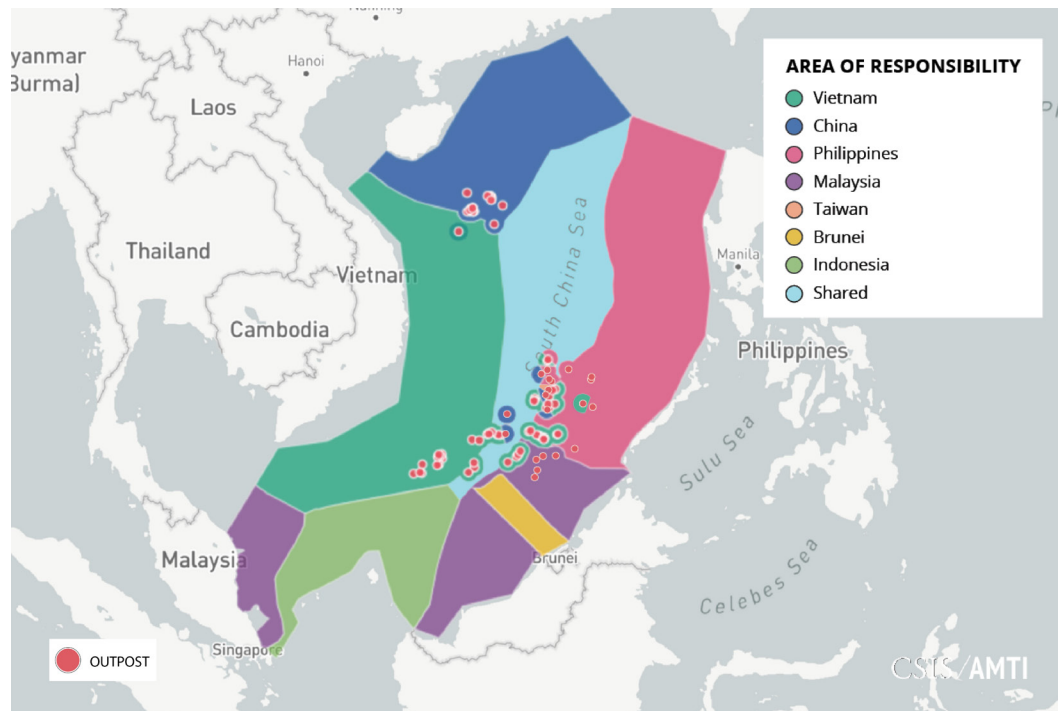 Nanning
yanmar
Burma)
Hanoi
Laos
Thailand
Vietnam
Cambodia
South China Sea
Manila
Philippines
Sulu Sea
Celebes Sea
Malaysia
Brunei
Singapore
AREA OF RESPONSIBILITY
Vietnam
China
Philippines
Malaysia
Taiwan
Brunei
Indonesia
Shared
OUTPOST
CSIS/AMTI